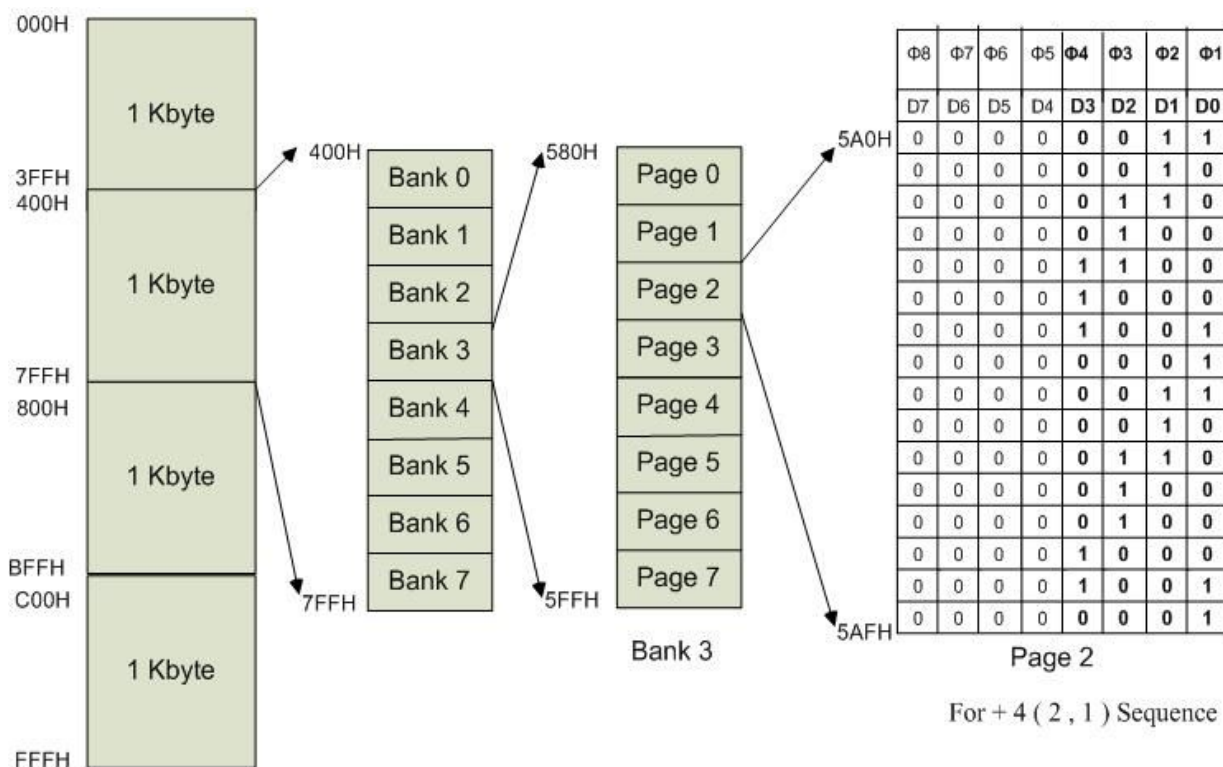 000H
1 Kbyte
3FFH
400H
1 Kbyte
7FFH
800H
1 Kbyte
BFFH
C00H
1 Kbyte
FFFH
400H
Bank 0
Bank 1
Bank 2
Bank 3
Bank 4
Bank 5
Bank 6
Bank 7
7FFH
580H
Page 0
Page 1
Page 2
Page 3
Page 4
Page 5
Page 6
Page 7
5FFH
Bank 3
Φ8 Φ7 Φ6 Φ5 Φ4 Φ3 Φ2 Φ1
D7 D6 D5 D4 D3 D2 D1 D0
5A0H 0 0 0 0 0 0 1 1
0 0 0 0 0 0 1 0
0 0 0 0 0 1 1 0
0 0 0 0 0 1 0 0
0 0 0 0 1 1 0 0
0 0 0 0 1 0 0 0
0 0 0 0 1 0 0 1
0 0 0 0 0 0 0 1
0 0 0 0 0 0 1 1
0 0 0 0 0 0 1 0
0 0 0 0 0 1 1 0
0 0 0 0 0 1 0 0
0 0 0 0 0 1 0 0
0 0 0 0 1 0 0 0
0 0 0 0 1 0 0 1
5AFH 0 0 0 0 0 0 0 1
Page 2
For + 4 ( 2 , 1 ) Sequence